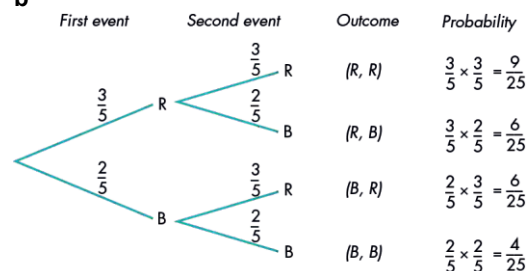 b
First event Second event Outcome Probability
3/5 R (R, R) 3/5 × 3/5 = 9/25
3/5 R
2/5 B (R, B) 3/5 × 2/5 = 6/25
2/5 B
3/5 R (B, R) 2/5 × 3/5 = 6/25
2/5 B (B, B) 2/5 × 2/5 = 4/25